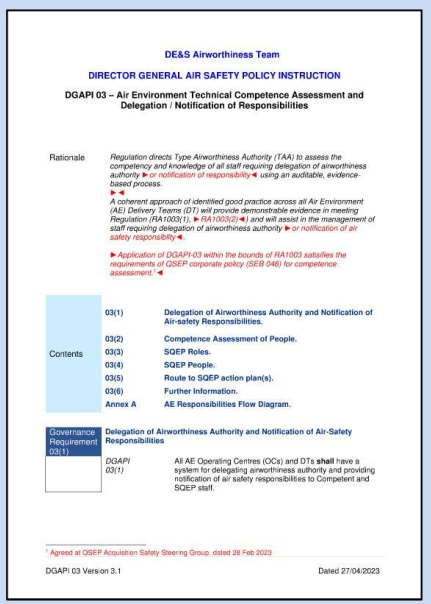 DE&S Airworthiness Team
DIRECTOR GENERAL AIR SAFETY POLICY INSTRUCTION
DGAPI 03 – Air Environment Technical Competence Assessment and
Delegation / Notification of Responsibilities
Rationale
Regulation directs Type Airworthiness Authority (TAA) to assess the
competency and knowledge of all staff requiring delegation of airworthiness
authority ►or notification of responsibility◄ using an auditable, evidence-
based process.
►◄
A coherent approach of identified good practice across all Air Environment
(AE) Delivery Teams (DT) will provide demonstrable evidence in meeting
Regulation (RA1003(1), ►RA1003(2)◄) and will assist in the management of
staff requiring delegation of airworthiness authority ►or notification of air
safety responsiblity◄.
►Application of DGAPI-03 within the bounds of RA1003 satisifies the
requirements of QSEP corporate policy (SEB 046) for competence
assessment.¹◄
Contents
03(1) Delegation of Airworthiness Authority and Notification of
Air-safety Responsibilities.
03(2) Competence Assessment of People.
03(3) SQEP Roles.
03(4) SQEP People.
03(5) Route to SQEP action plan(s).
03(6) Further Information.
Annex A AE Responsibilities Flow Diagram.
Governance
Requirement
03(1)
Delegation of Airworthiness Authority and Notification of Air-Safety
Responsibilities
DGAPI
03(1)
All AE Operating Centres (OCs) and DTs shall have a
system for delegating airworthiness authority and providing
notification of air safety responsibilities to Competent and
SQEP staff.
¹ Agreed at QSEP Acquisition Safety Steering Group, dated 28 Feb 2023
DGAPI 03 Version 3.1 Dated 27/04/2023